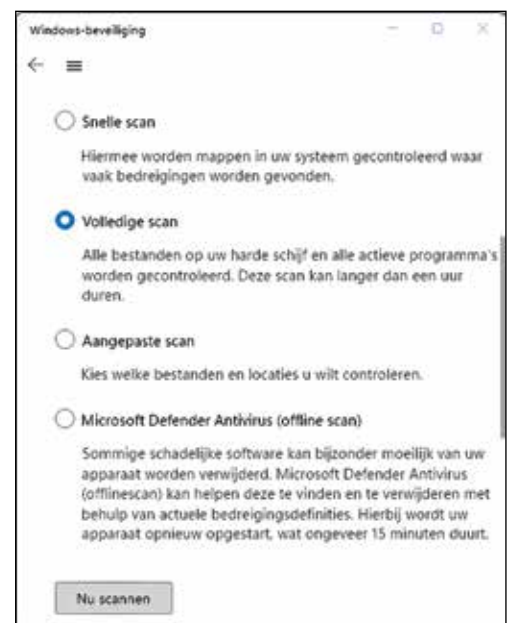 Windows-beveiliging
Snelle scan
Hiermee worden mappen in uw systeem gecontroleerd waar
vaak bedreigingen worden gevonden.
Volledige scan
Alle bestanden op uw harde schijf en alle actieve programma's
worden gecontroleerd. Deze scan kan langer dan een uur
duren.
Aangepaste scan
Kies welke bestanden en locaties u wilt controleren.
Microsoft Defender Antivirus (offline scan)
Sommige schadelijke software kan bijzonder moeilijk van uw
apparaat worden verwijderd. Microsoft Defender Antivirus
(offlinescan) kan helpen deze te vinden en te verwijderen met
behulp van actuele bedreigingsdefinities. Hierbij wordt uw
apparaat opnieuw opgestart, wat ongeveer 15 minuten duurt.
Nu scannen